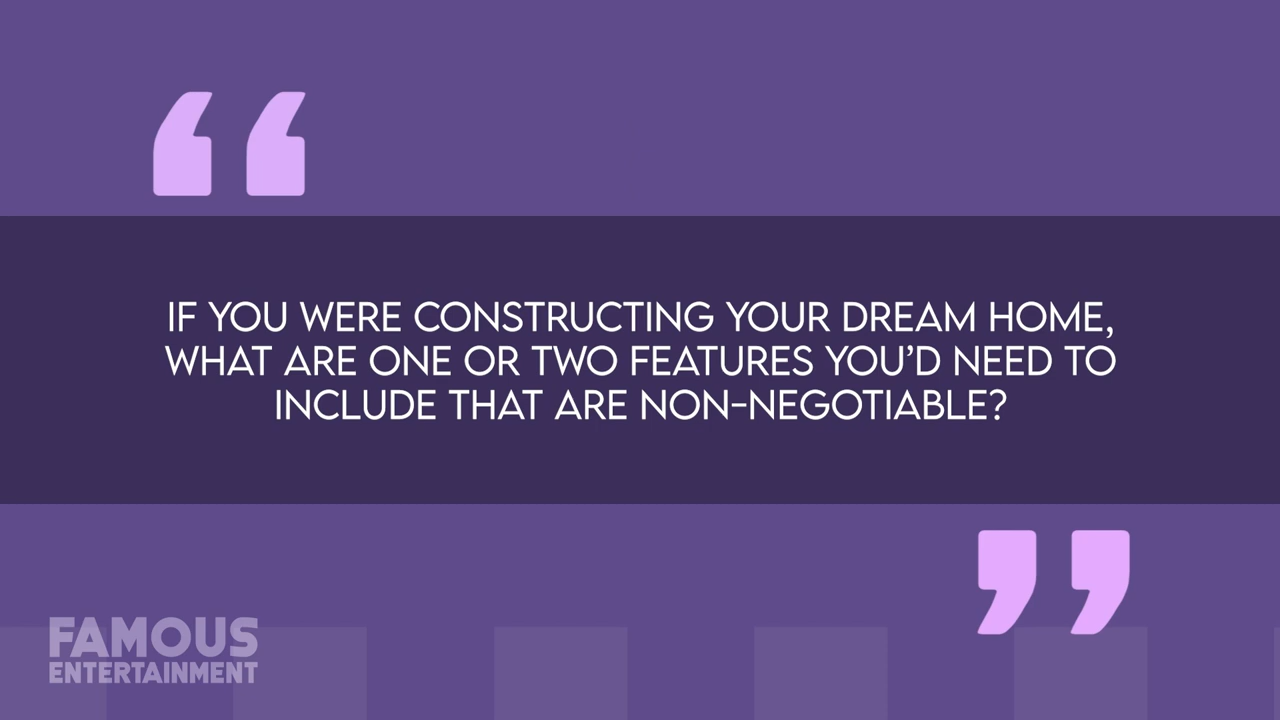 IF YOU WERE CONSTRUCTING YOUR DREAM HOME,
WHAT ARE ONE OR TWO FEATURES YOU’D NEED TO
INCLUDE THAT ARE NON-NEGOTIABLE?
FAMOUS
ENTERTAINMENT